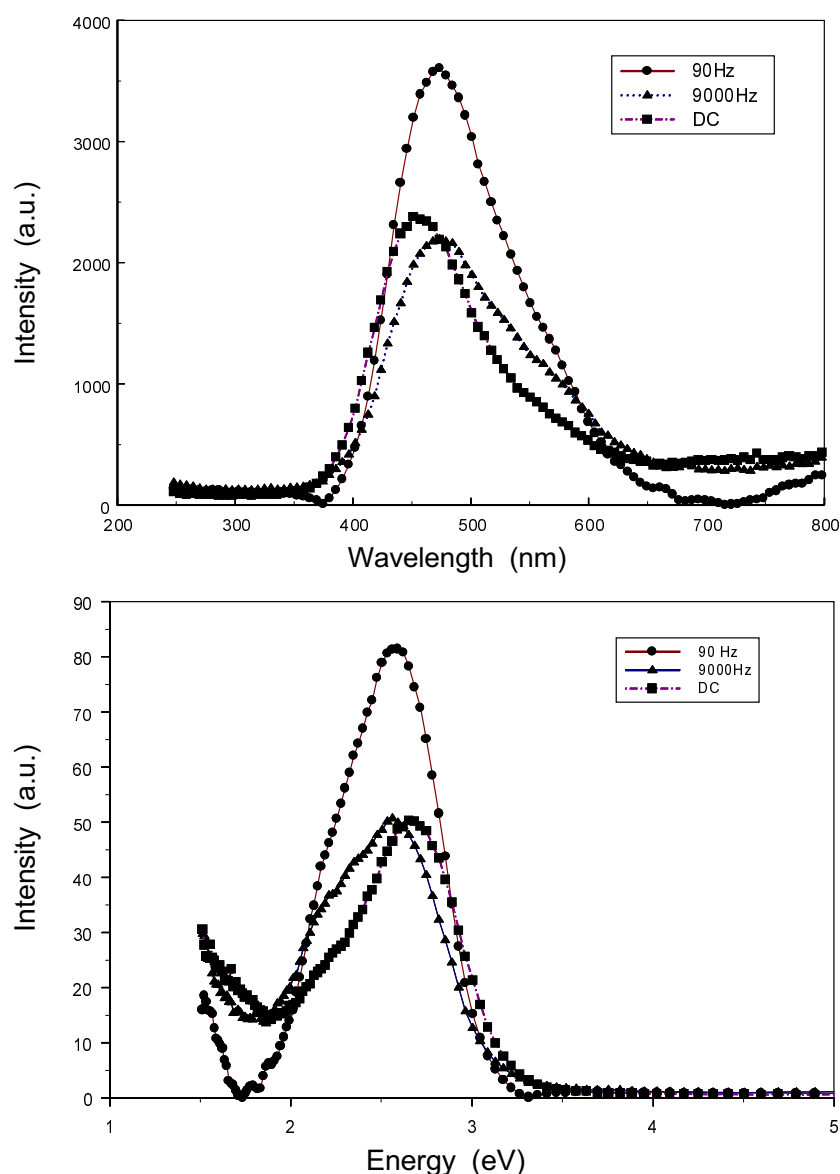 4000
3000
2000
1000
0
200 300 400 500 600 700 800
Intensity (a.u.)
Wavelength (nm)
90Hz
9000Hz
DC
90
80
70
60
50
40
30
20
10
0
1 2 3 4 5
Intensity (a.u.)
Energy (eV)
90 Hz
9000Hz
DC